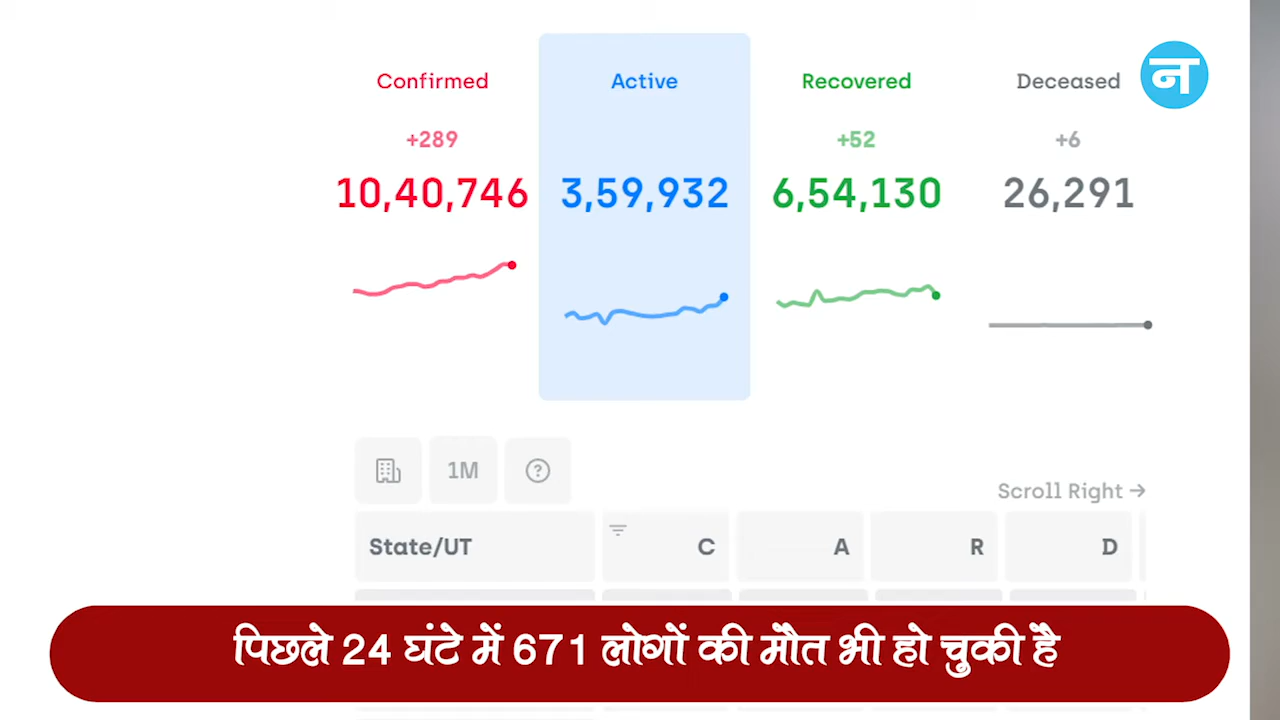 Confirmed Active Recovered Deceased न
+289 +52 +6
10,40,746 3,59,932 6,54,130 26,291
1M ?
Scroll Right →
State/UT C A R D
पिछले 24 घंटे में 671 लोगों की मौत भी हो चुकी है